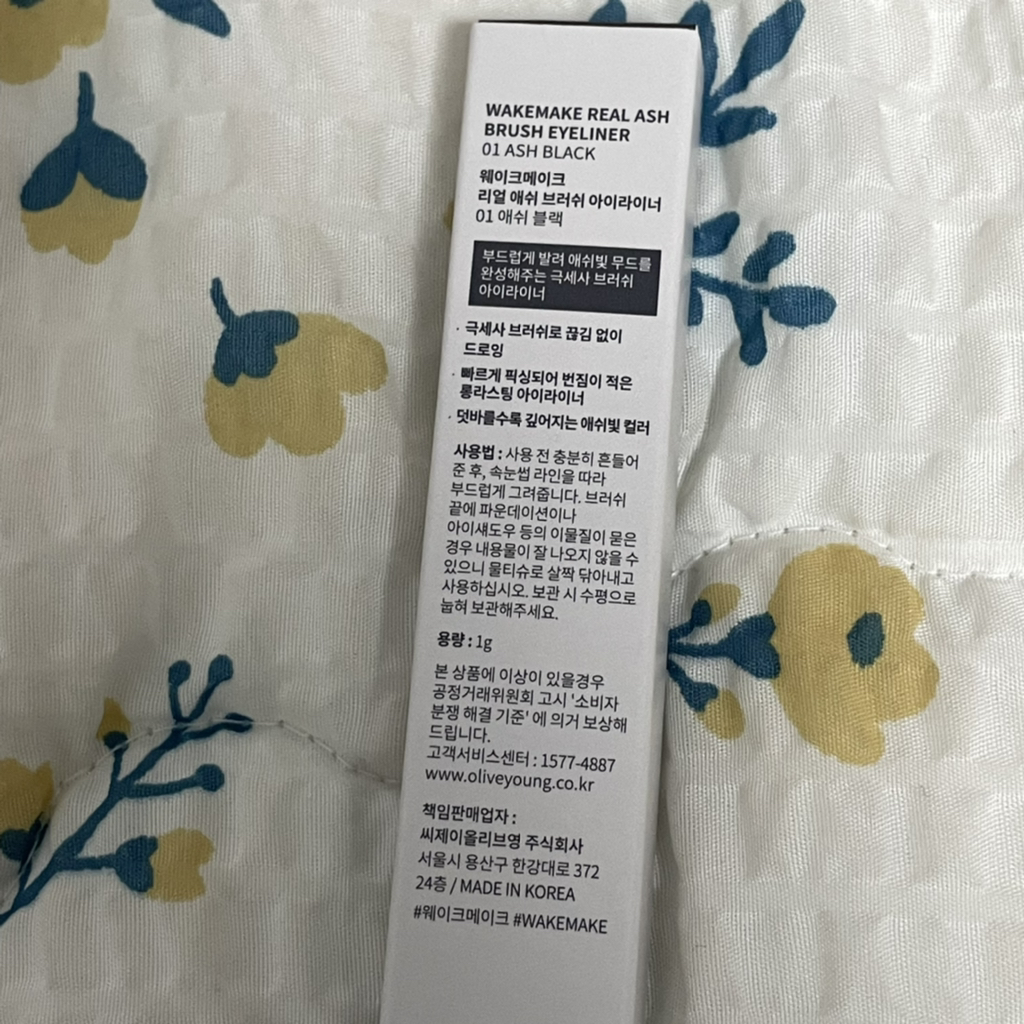 WAKEMAKE REAL ASH
BRUSH EYELINER
01 ASH BLACK
웨이크메이크
리얼 애쉬 브러쉬 아이라이너
01 애쉬 블랙
부드럽게 발려 애쉬빛 무드를
완성해주는 극세사 브러쉬
아이라이너
· 극세사 브러쉬로 끊김 없이
드로잉
· 빠르게 픽싱되어 번짐이 적은
롱라스팅 아이라이너
· 덧바를수록 깊어지는 애쉬빛 컬러
사용법 : 사용 전 충분히 흔들어
준 후, 속눈썹 라인을 따라
부드럽게 그려줍니다. 브러쉬
끝에 파운데이션이나
아이섀도우 등의 이물질이 묻은
경우 내용물이 잘 나오지 않을 수
있으니 물티슈로 살짝 닦아내고
사용하십시오. 보관 시 수평으로
눕혀 보관해주세요.
용량 : 1g
본 상품에 이상이 있을경우
공정거래위원회 고시 '소비자
분쟁 해결 기준' 에 의거 보상해
드립니다.
고객서비스센터 : 1577-4887
www.oliveyoung.co.kr
책임판매업자 :
씨제이올리브영 주식회사
서울시 용산구 한강대로 372
24층 / MADE IN KOREA
#웨이크메이크 #WAKEMAKE